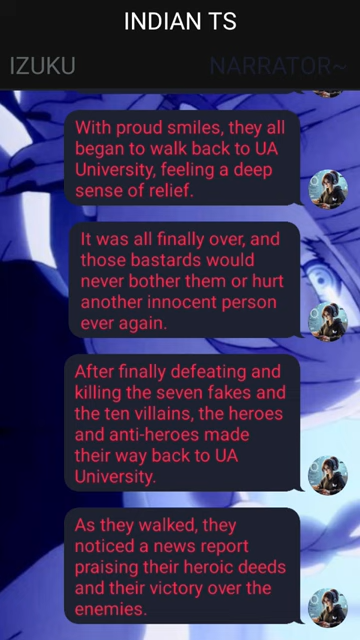 INDIAN TS
IZUKU
NARRATOR~
With proud smiles, they all
began to walk back to UA
University, feeling a deep
sense of relief.
It was all finally over, and
those bastards would
never bother them or hurt
another innocent person
ever again.
After finally defeating and
killing the seven fakes and
the ten villains, the heroes
and anti-heroes made
their way back to UA
University.
As they walked, they
noticed a news report
praising their heroic deeds
and their victory over the
enemies.